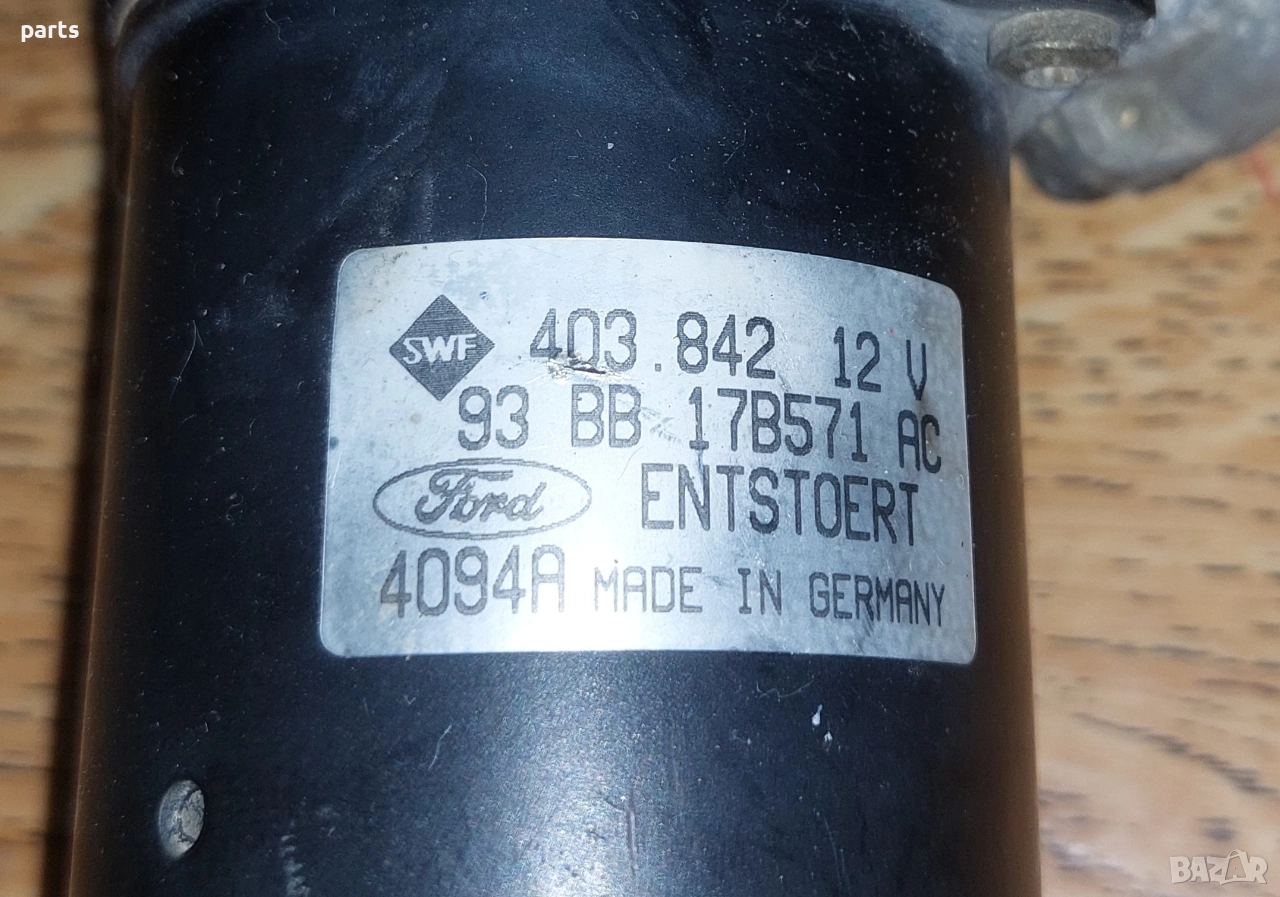 parts
SWF 403.842 12 V
93 BB 17B571 AC
Ford ENTSTOERT
4094A MADE IN GERMANY
BAZAR